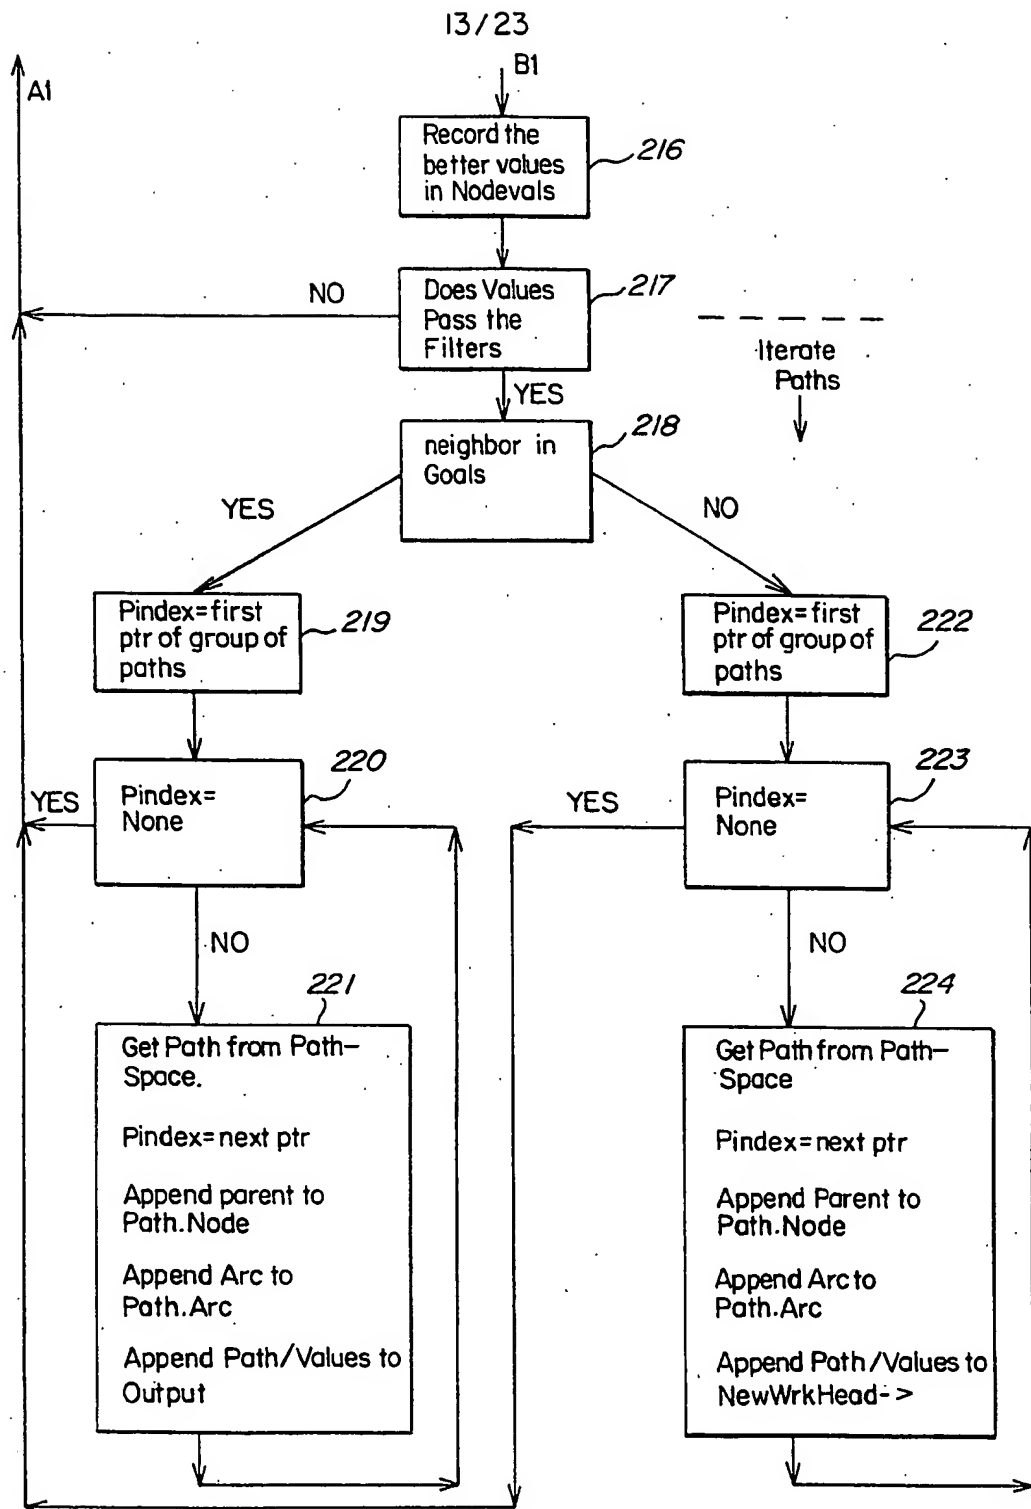 13/23
A1
B1
Record the
better values
in Nodevals
216
NO
Does Values
Pass the
Filters
217
Iterate
Paths
YES
neighbor in
Goals
218
YES
NO
Pindex=first
ptr of group of
paths
219
Pindex=first
ptr of group of
paths
222
YES
Pindex=
None
220
YES
Pindex=
None
223
NO
NO
221
Get Path from Path-
Space.
Pindex=next ptr
Append parent to
Path.Node
Append Arc to
Path.Arc
Append Path/Values to
Output
224
Get Path from Path-
Space
Pindex=next ptr
Append Parent to
Path.Node
Append Arc to
Path.Arc
Append Path/Values to
NewWrkHead->